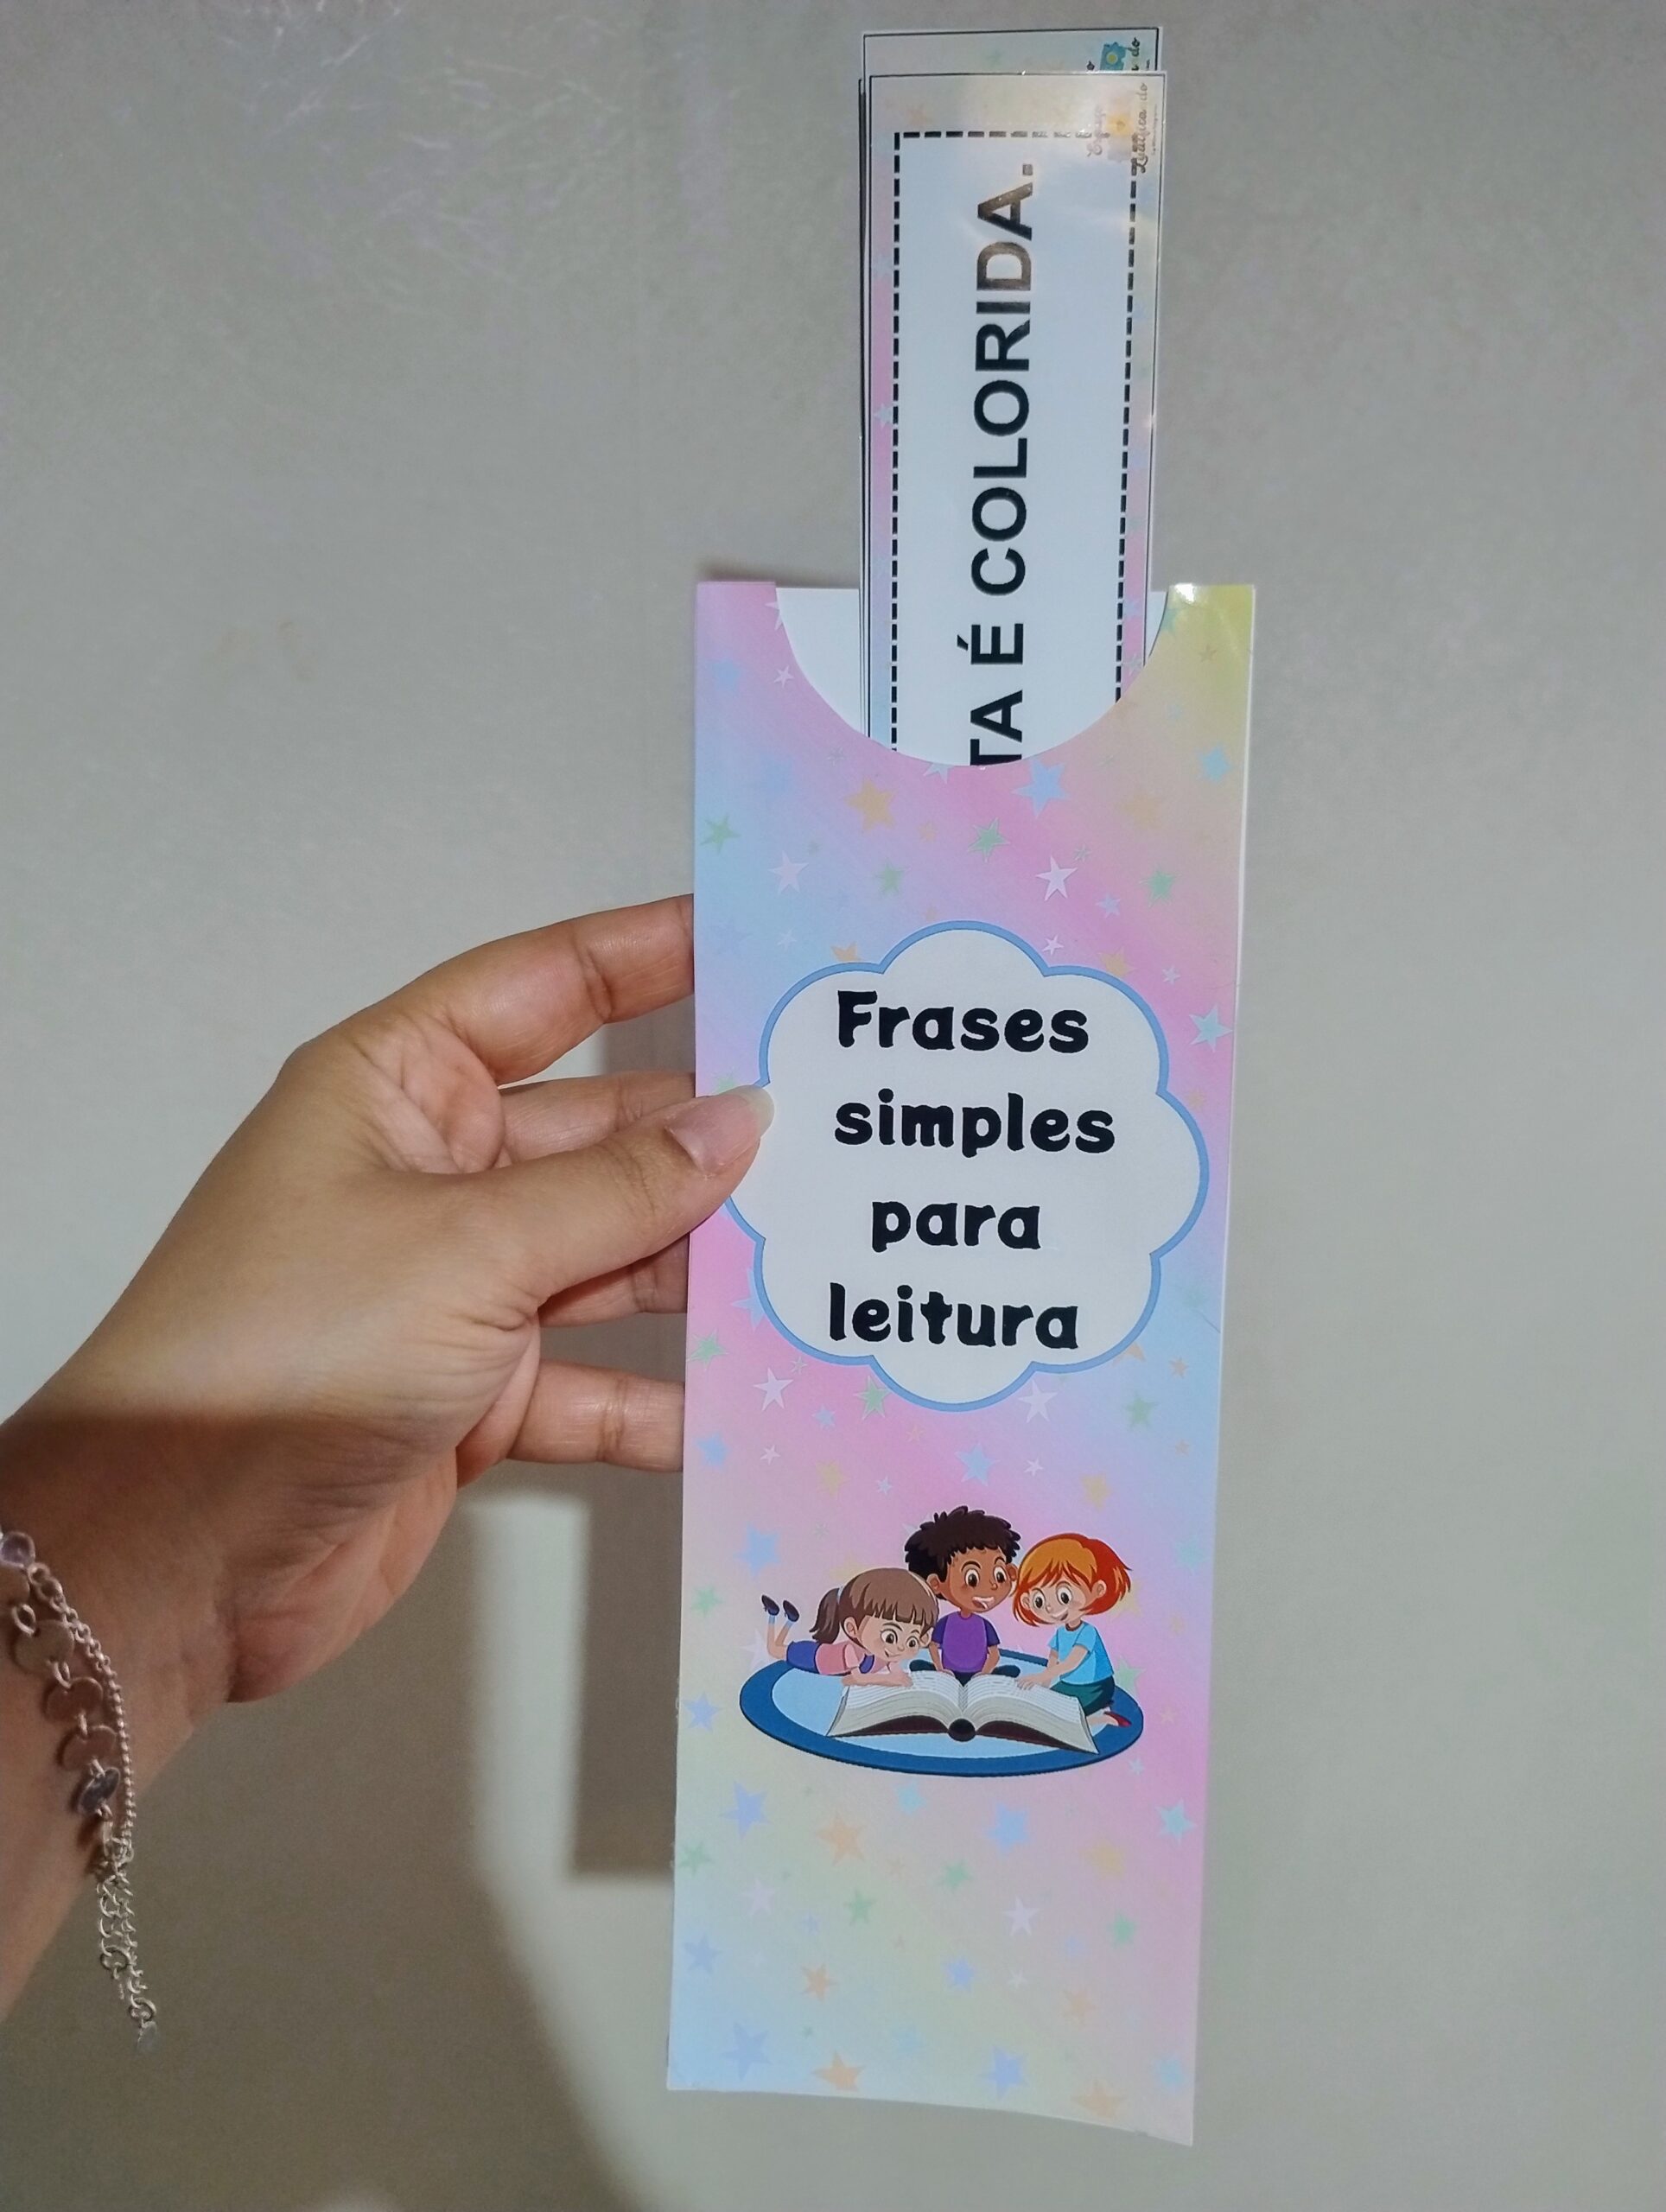 TA É COLORIDA.
Frases
simples
para
leitura